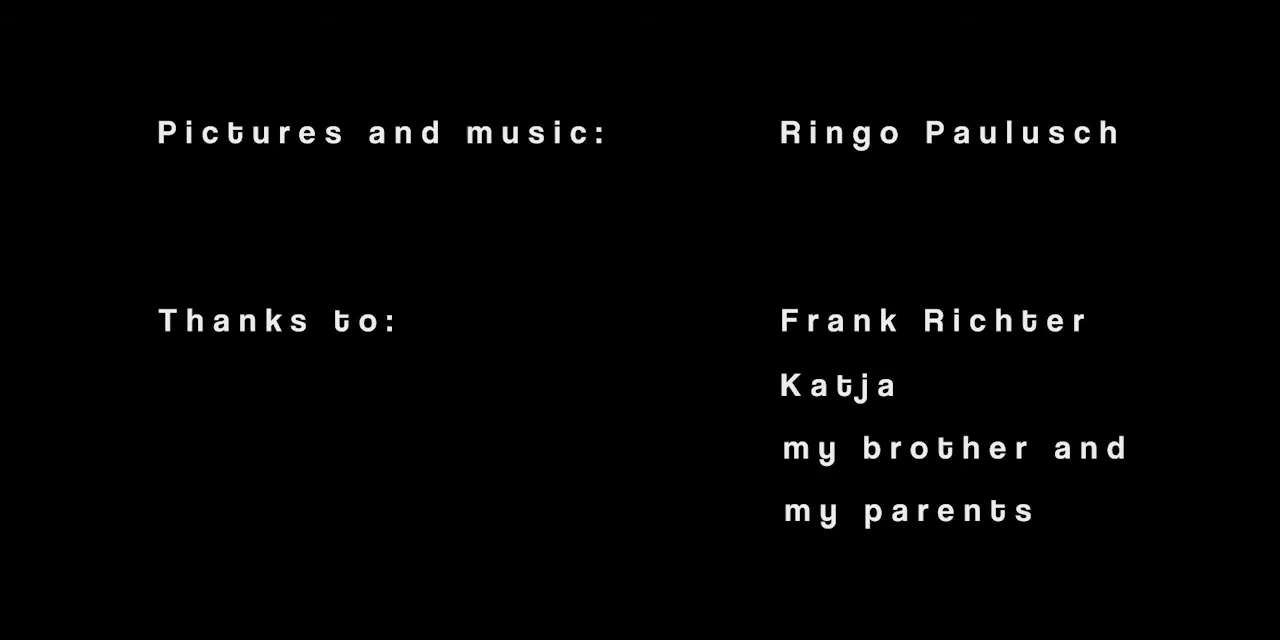 Pictures and music: Ringo Paulusch
Thanks to: Frank Richter
Katja
my brother and
my parents